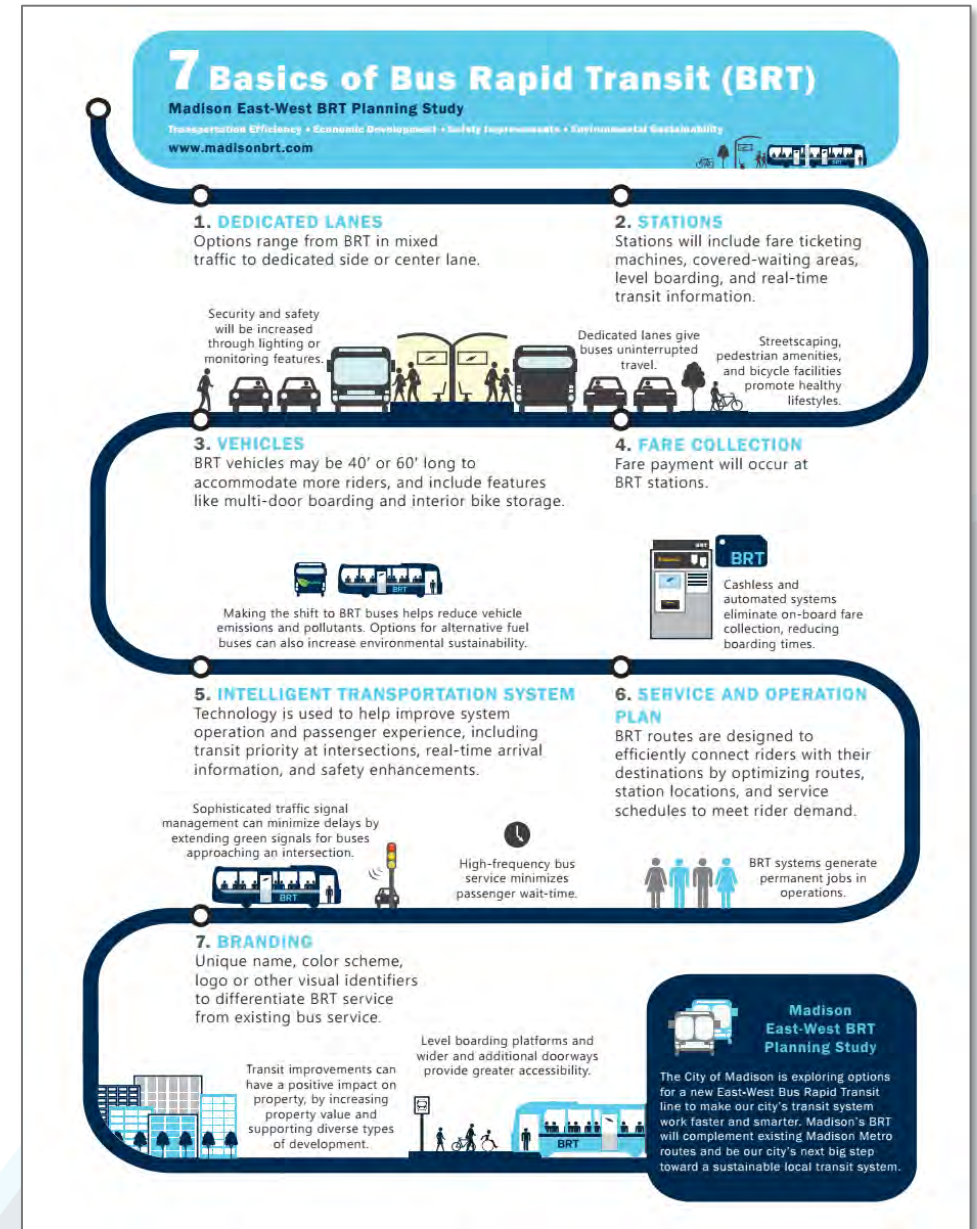 7 Basics of Bus Rapid Transit (BRT)
Madison East-West BRT Planning Study
Transportation Efficiency • Economic Development • Safety Improvements • Environmental Sustainability
www.madisonbrt.com
1. DEDICATED LANES
Options range from BRT in mixed
traffic to dedicated side or center lane.
2. STATIONS
Stations will include fare ticketing
machines, covered-waiting areas,
level boarding, and real-time
transit information.
Security and safety
will be increased
through lighting or
monitoring features.
Dedicated lanes give
buses uninterrupted
travel.
Streetscaping,
pedestrian amenities,
and bicycle facilities
promote healthy
lifestyles.
3. VEHICLES
BRT vehicles may be 40’ or 60’ long to
accommodate more riders, and include features
like multi-door boarding and interior bike storage.
4. FARE COLLECTION
Fare payment will occur at
BRT stations.
BRT
Making the shift to BRT buses helps reduce vehicle
emissions and pollutants. Options for alternative fuel
buses can also increase environmental sustainability.
BRT
BRT
Cashless and
automated systems
eliminate on-board fare
collection, reducing
boarding times.
5. INTELLIGENT TRANSPORTATION SYSTEM
Technology is used to help improve system
operation and passenger experience, including
transit priority at intersections, real-time arrival
information, and safety enhancements.
6. SERVICE AND OPERATION
PLAN
BRT routes are designed to
efficiently connect riders with their
destinations by optimizing routes,
station locations, and service
schedules to meet rider demand.
Sophisticated traffic signal
management can minimize delays by
extending green signals for buses
approaching an intersection.
BRT
High-frequency bus
service minimizes
passenger wait-time.
BRT systems generate
permanent jobs in
operations.
7. BRANDING
Unique name, color scheme,
logo or other visual identifiers
to differentiate BRT service
from existing bus service.
Transit improvements can
have a positive impact on
property, by increasing
property value and
supporting diverse types
of development.
Level boarding platforms and
wider and additional doorways
provide greater accessibility.
BRT
Madison
East-West BRT
Planning Study
The City of Madison is exploring options
for a new East-West Bus Rapid Transit
line to make our city’s transit system
work faster and smarter. Madison’s BRT
will complement existing Madison Metro
routes and be our city’s next big step
toward a sustainable local transit system.